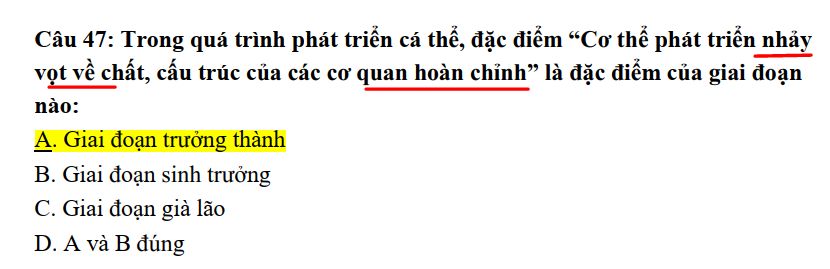 Câu 47: Trong quá trình phát triển cá thể, đặc điểm “Cơ thể phát triển nhảy
vọt về chất, cấu trúc của các cơ quan hoàn chỉnh” là đặc điểm của giai đoạn
nào:
A. Giai đoạn trưởng thành
B. Giai đoạn sinh trưởng
C. Giai đoạn già lão
D. A và B đúng